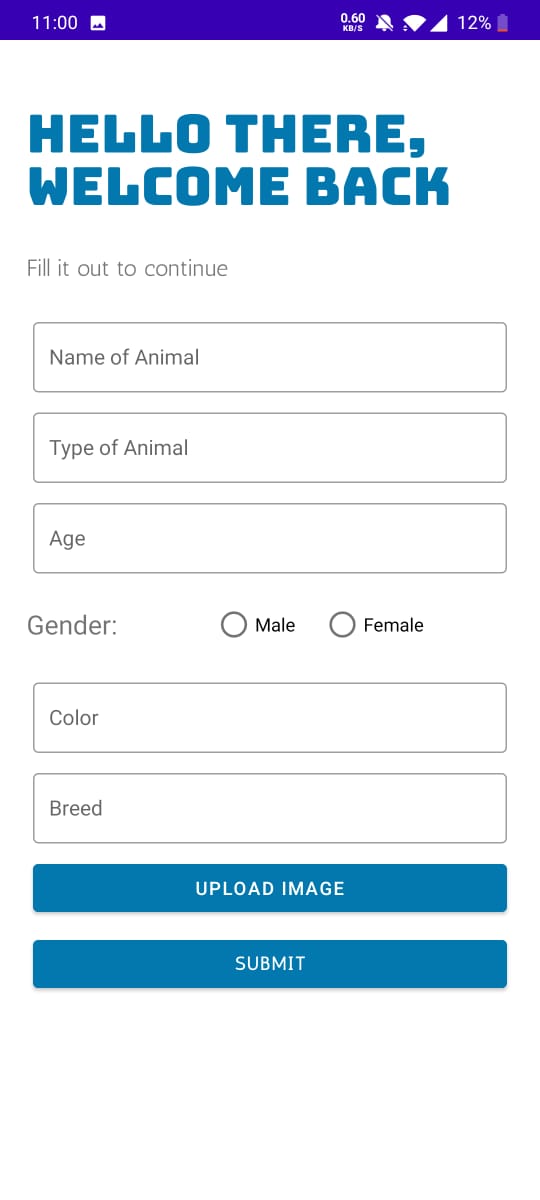 11:00 0.60 KB/S 12%
HELLO THERE,
WELCOME BACK
Fill it out to continue
Name of Animal
Type of Animal
Age
Gender: Male Female
Color
Breed
UPLOAD IMAGE
SUBMIT